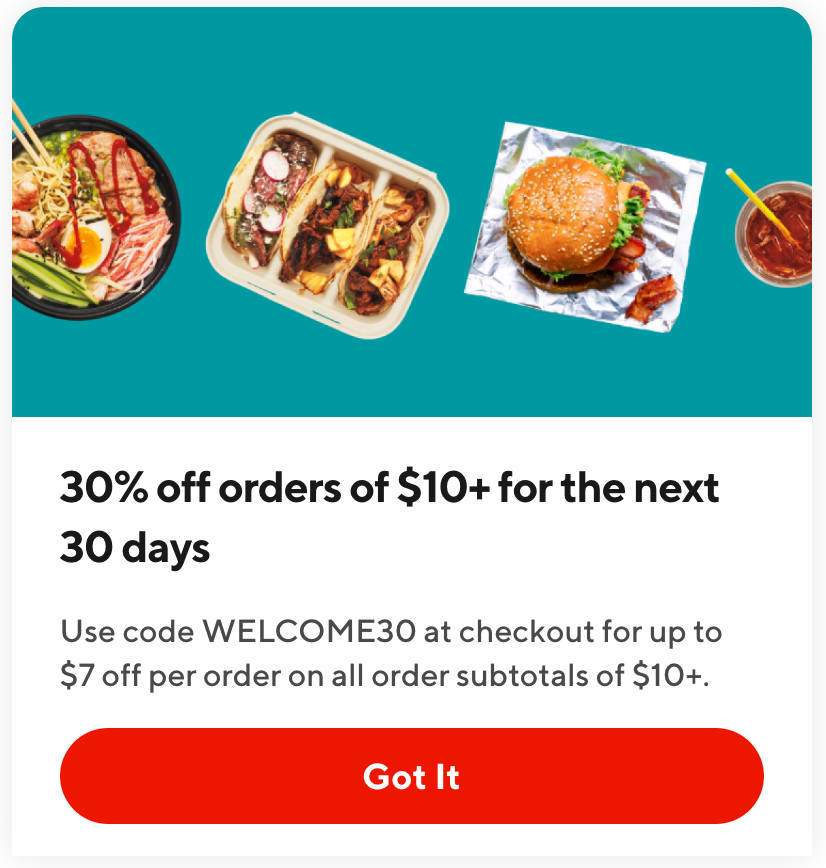 30% off orders of $10+ for the next
30 days
Use code WELCOME30 at checkout for up to
$7 off per order on all order subtotals of $10+.
Got It